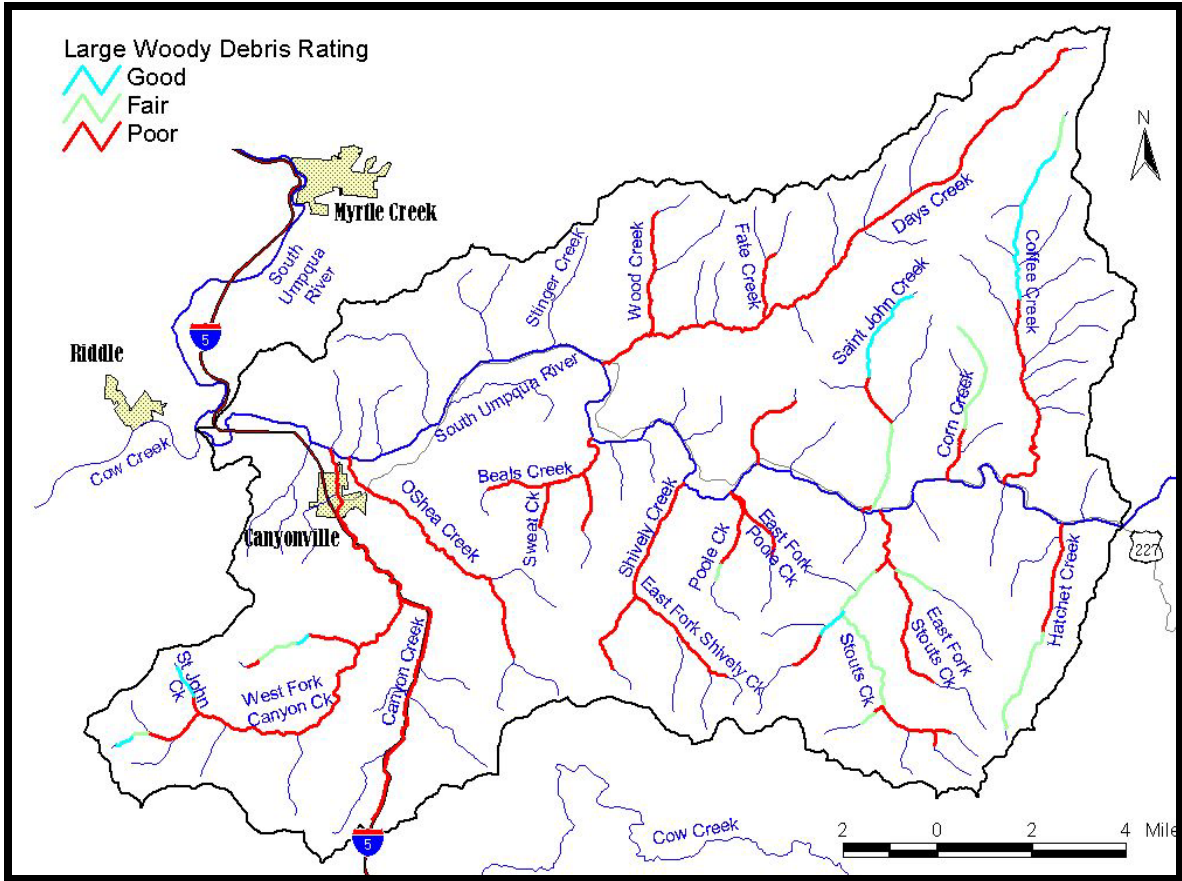 Large Woody Debris Rating
Good
Fair
Poor
N
Myrtle Creek
South
Umpqua
River
5
Riddle
Cow Creek
Canyonville
Stinger Creek
Wood Creek
Fate Creek
Days Creek
Coffee Creek
Saint John Creek
Corn Creek
South Umpqua River
Beals Creek
Sweat Ck
OShea Creek
Shively Creek
East Fork Shively Ck
Poole Ck
East Fork
Poole Ck
Stouts Ck
East Fork
Stouts Ck
Hatchet Creek
227
St. John
Ck
West Fork
Canyon Ck
Canyon Creek
5
Cow Creek
2 0 2 4 Mile